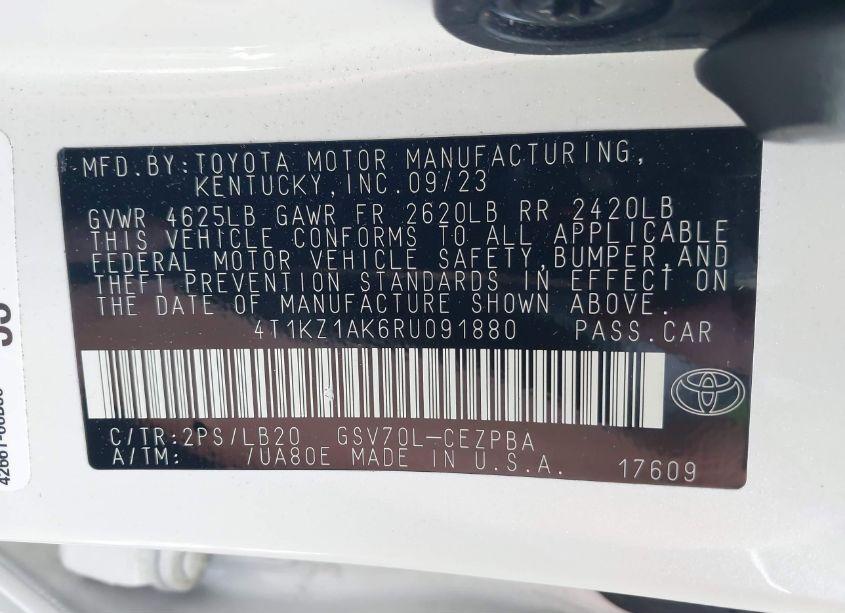 MFD.BY:TOYOTA MOTOR MANUFACTURING,
KENTUCKY,INC.09/23
GVWR 4625LB GAWR FR 2620LB RR 2420LB
THIS VEHICLE CONFORMS TO ALL APPLICABLE
FEDERAL MOTOR VEHICLE SAFETY,BUMPER,AND
THEFT PREVENTION STANDARDS IN EFFECT ON
THE DATE OF MANUFACTURE SHOWN ABOVE.
4T1KZ1AK6RU091880 PASS.CAR
C/TR:2PS/LB20 GSV70L-CEZPBA
A/TM: /UA80E MADE IN U.S.A. 17609